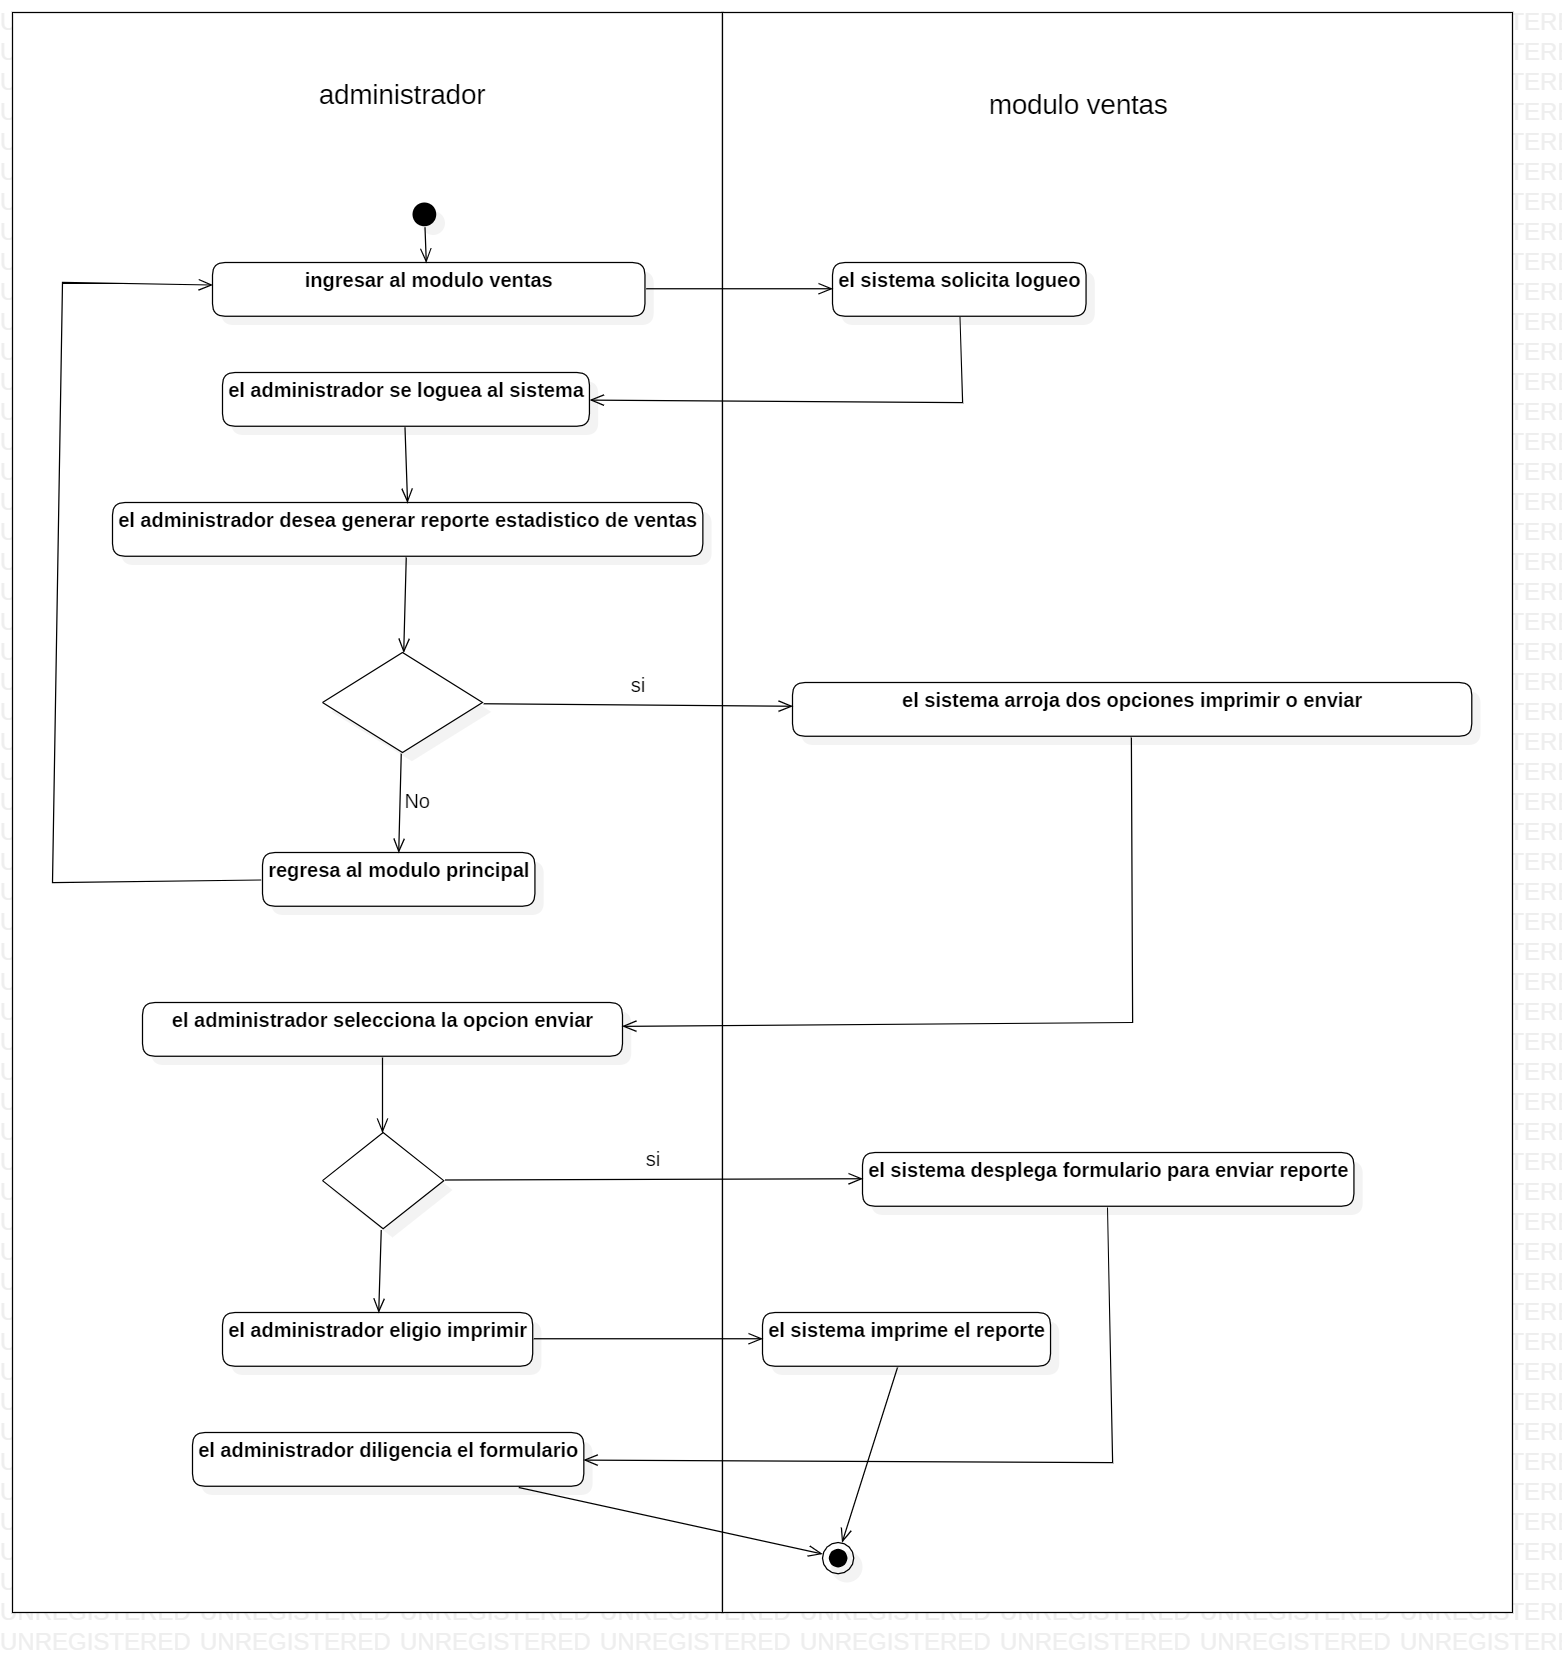 administrador
modulo ventas
ingresar al modulo ventas
el sistema solicita logueo
el administrador se loguea al sistema
el administrador desea generar reporte estadistico de ventas
si
el sistema arroja dos opciones imprimir o enviar
No
regresa al modulo principal
el administrador selecciona la opcion enviar
si
el sistema desplega formulario para enviar reporte
el administrador eligio imprimir
el sistema imprime el reporte
el administrador diligencia el formulario
UNREGISTERED UNREGISTERED UNREGISTERED UNREGISTERED UNREGISTERED UNREGISTERED UNREGISTERED UNREGISTERI